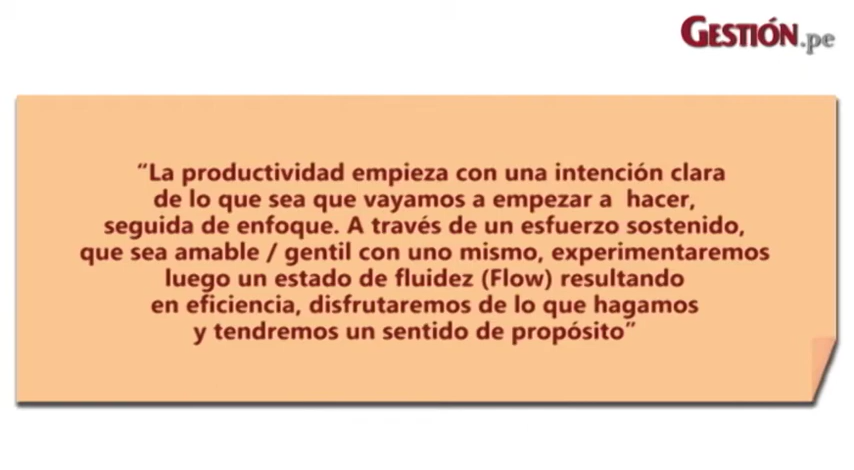 GESTIÓN.pe
“La productividad empieza con una intención clara
de lo que sea que vayamos a empezar a hacer,
seguida de enfoque. A través de un esfuerzo sostenido,
que sea amable / gentil con uno mismo, experimentaremos
luego un estado de fluidez (Flow) resultando
en eficiencia, disfrutaremos de lo que hagamos
y tendremos un sentido de propósito”